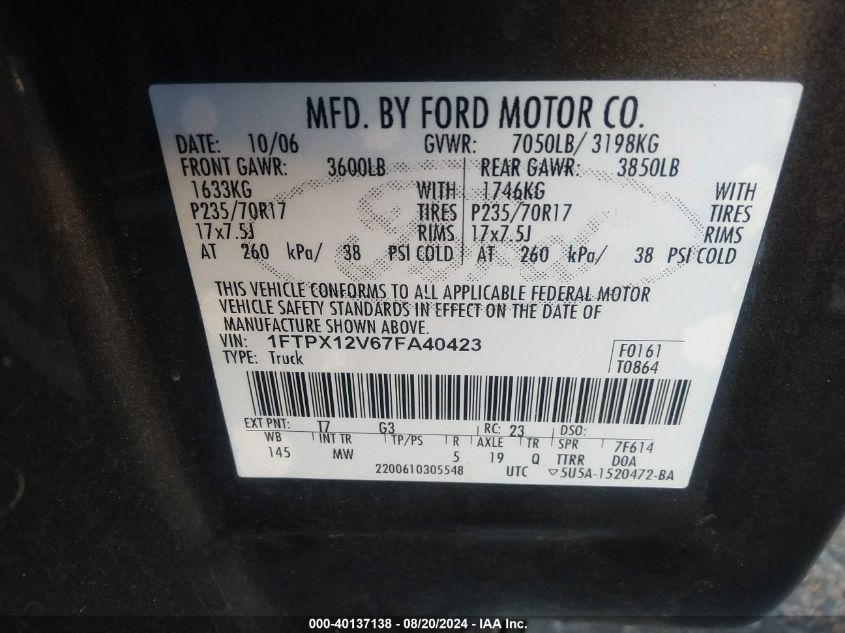 MFD. BY FORD MOTOR CO.
DATE: 10/06 GVWR: 7050LB/ 3198KG
FRONT GAWR: 3600LB REAR GAWR: 3850LB
1633KG WITH 1746KG WITH
P235/70R17 TIRES P235/70R17 TIRES
17x7.5J RIMS 17x7.5J RIMS
AT 260 kPa/ 38 PSI COLD AT 260 kPa/ 38 PSI COLD
Ford
THIS VEHICLE CONFORMS TO ALL APPLICABLE FEDERAL MOTOR
VEHICLE SAFETY STANDARDS IN EFFECT ON THE DATE OF
MANUFACTURE SHOWN ABOVE.
VIN: 1FTPX12V67FA40423
TYPE: Truck
F0161
T0864
EXT PNT: T7 G3 RC: 23 DSO:
WB INT TR TP/PS R AXLE TR SPR 7F614
145 MW 5 19 Q TTRR DOA
2200610305548 UTC ▽5U5A-1520472-BA
000-40137138 - 08/20/2024 - IAA Inc.